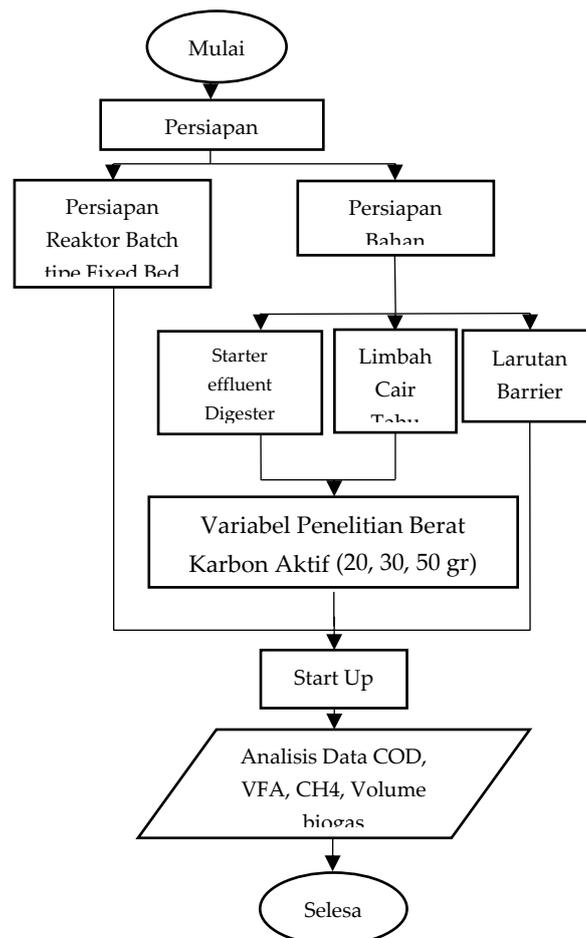 Mulai
Persiapan
Persiapan
Reaktor Batch
tipe Fixed Bed
Persiapan
Bahan
Starter
effluent
Digester
Limbah
Cair
Tahu
Larutan
Barrier
Variabel Penelitian Berat
Karbon Aktif (20, 30, 50 gr)
Start Up
Analisis Data COD,
VFA, CH4, Volume
biogas
Selesa